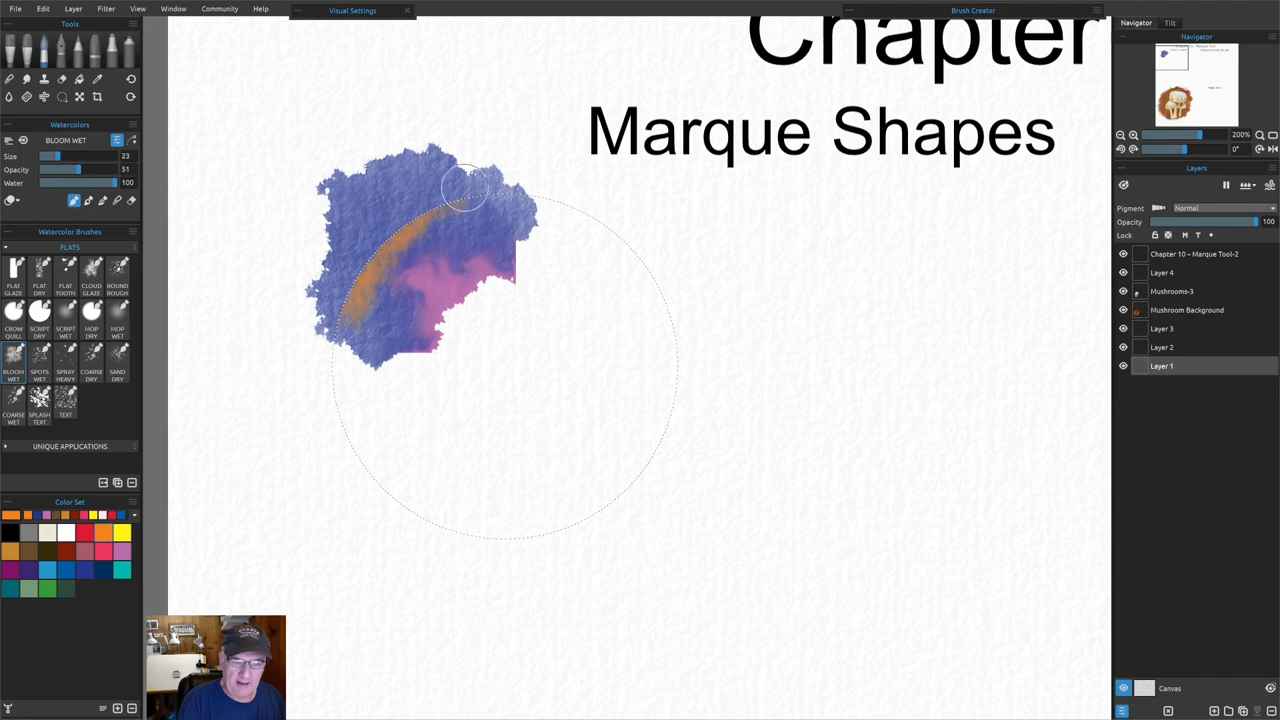 File Edit Layer Filter View Window Community Help
Visual Settings
Brush Creator
Navigator Tilt
Tools
Navigator
Chapter
Marque Shapes
Watercolors
BLOOM WET
Size 23
Opacity 51
Water 100
200%
0°
Layers
Pigment Normal
Opacity 100
Lock M T
Watercolor Brushes
FLATS
FLAT GLAZE
FLAT DRY
FLAT TOOTH
CLOUD GLAZE
ROUND ROUGH
CROW QUILL
SCRIPT DRY
SCRIPT WET
MOP DRY
MOP WET
BLOOM WET
SPOTS WET
SPRAY HEAVY
COARSE DRY
SAND DRY
COARSE WET
SPLASH TEXT
TEXT
UNIQUE APPLICATIONS
Chapter 10 – Marque Tool-2
Layer 4
Mushrooms-3
Mushroom Background
Layer 3
Layer 2
Layer 1
Color Set
Canvas